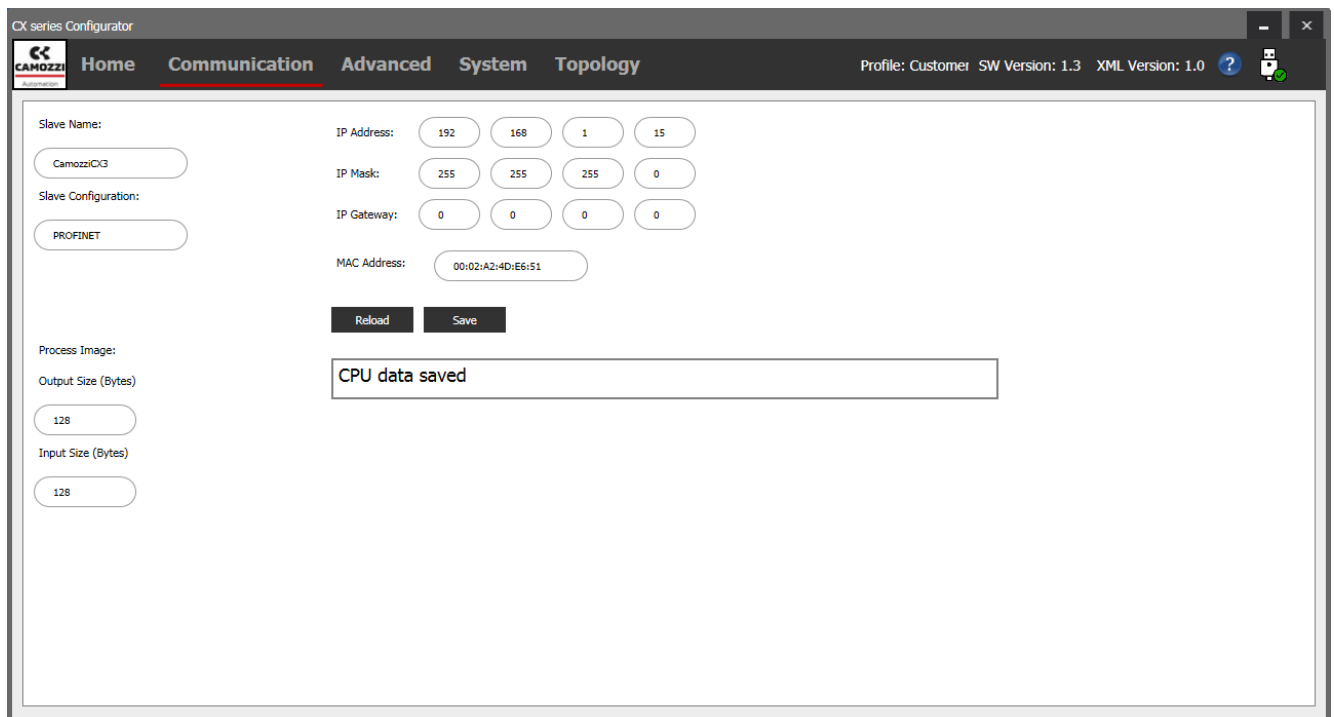 CX series Configurator
CAMOZZI
Automation
Home Communication Advanced System Topology Profile: Customer SW Version: 1.3 XML Version: 1.0 ?
Slave Name:
CamozziCX3
Slave Configuration:
PROFINET
IP Address: 192 168 1 15
IP Mask: 255 255 255 0
IP Gateway: 0 0 0 0
MAC Address: 00:02:A2:4D:E6:51
Reload Save
CPU data saved
Process Image:
Output Size (Bytes)
128
Input Size (Bytes)
128